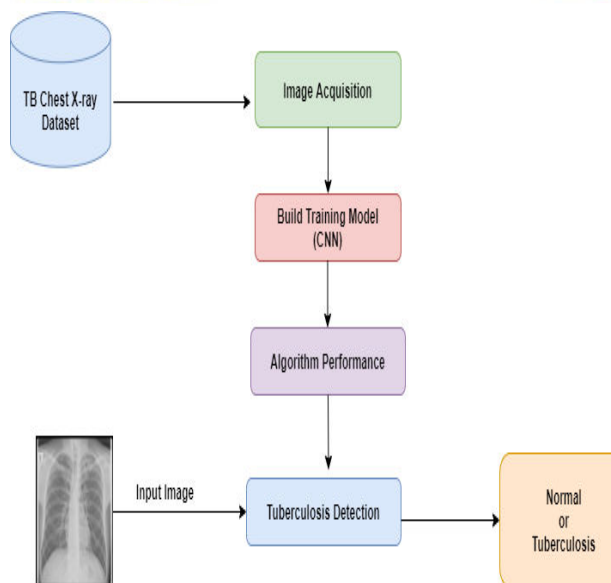 TB Chest X-ray
Dataset
Image Acquisition
Build Training Model
(CNN)
Algorithm Performance
Input Image
Tuberculosis Detection
Normal
or
Tuberculosis